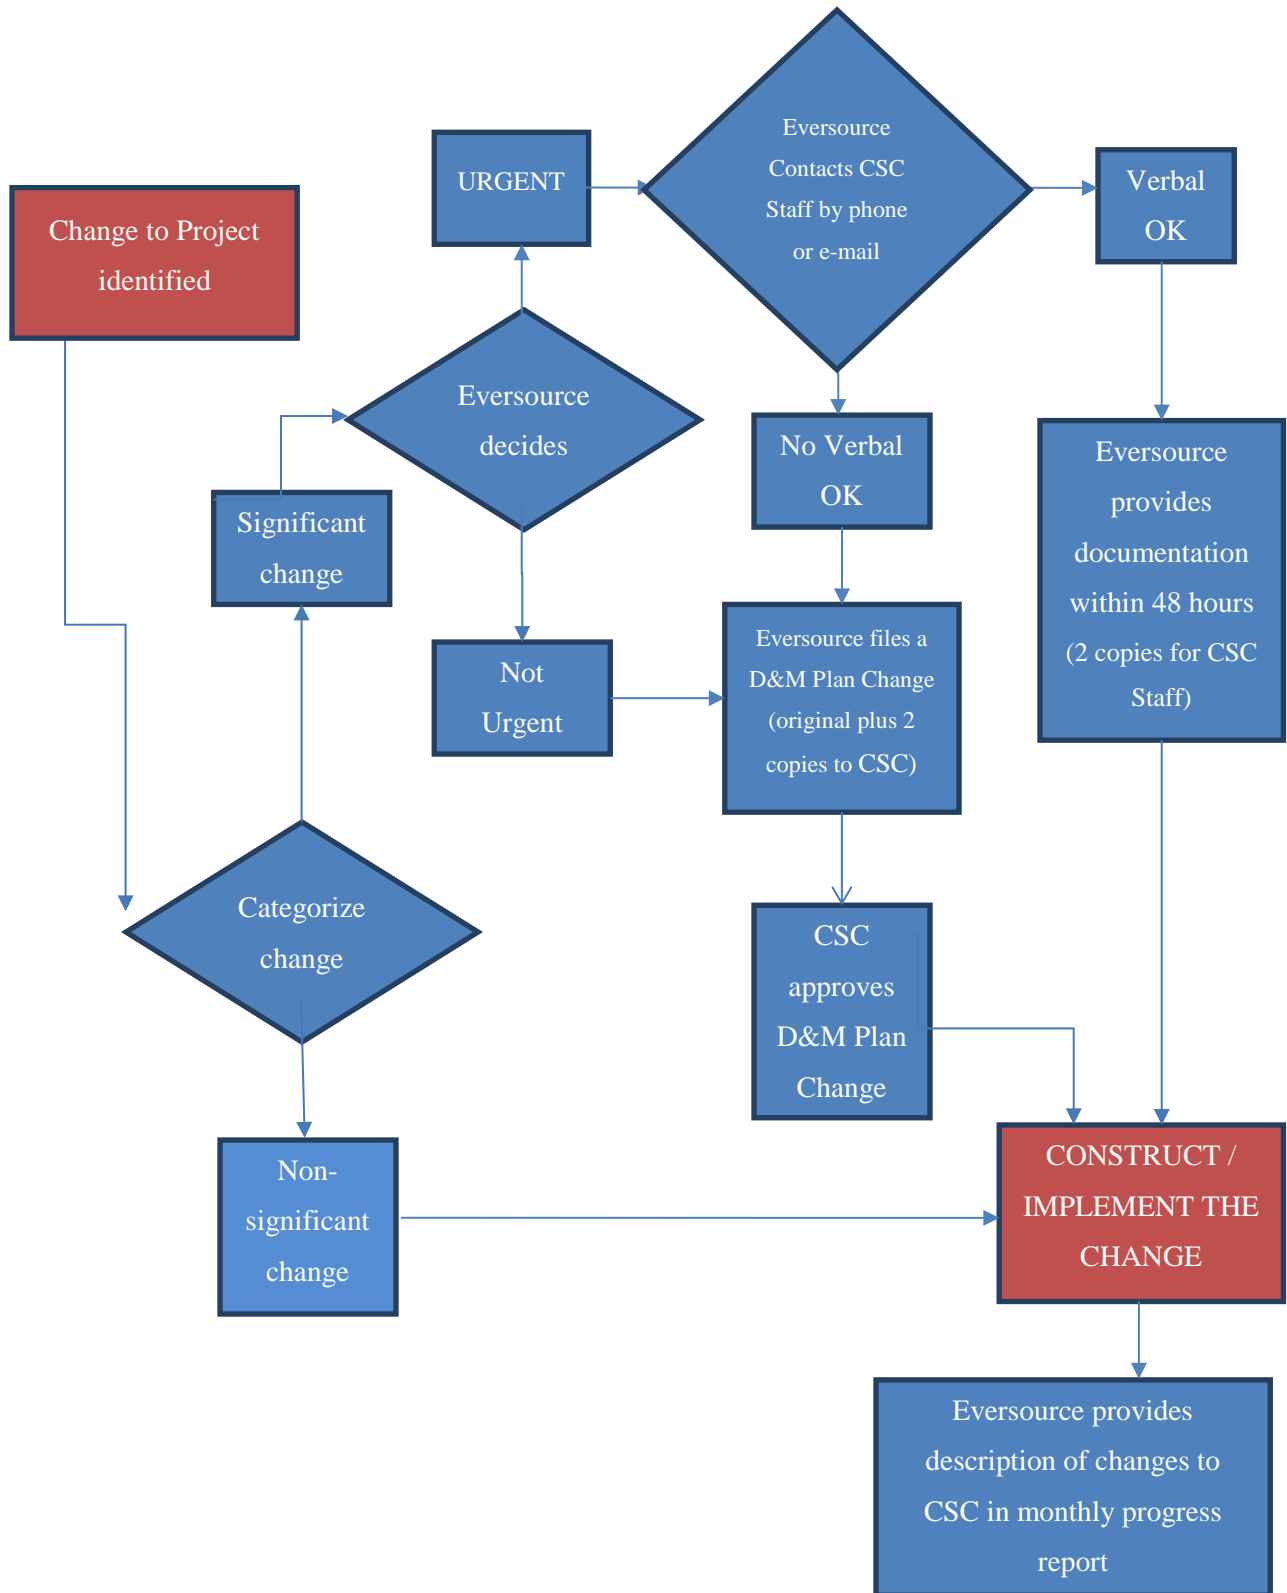 Change to Project
identified
URGENT
Eversource
Contacts CSC
Staff by phone
or e-mail
Verbal
OK
Eversource
decides
No Verbal
OK
Eversource
provides
documentation
within 48 hours
(2 copies for CSC
Staff)
Significant
change
Not
Urgent
Eversource files a
D&M Plan Change
(original plus 2
copies to CSC)
Categorize
change
CSC
approves
D&M Plan
Change
Non-
significant
change
CONSTRUCT /
IMPLEMENT THE
CHANGE
Eversource provides
description of changes to
CSC in monthly progress
report